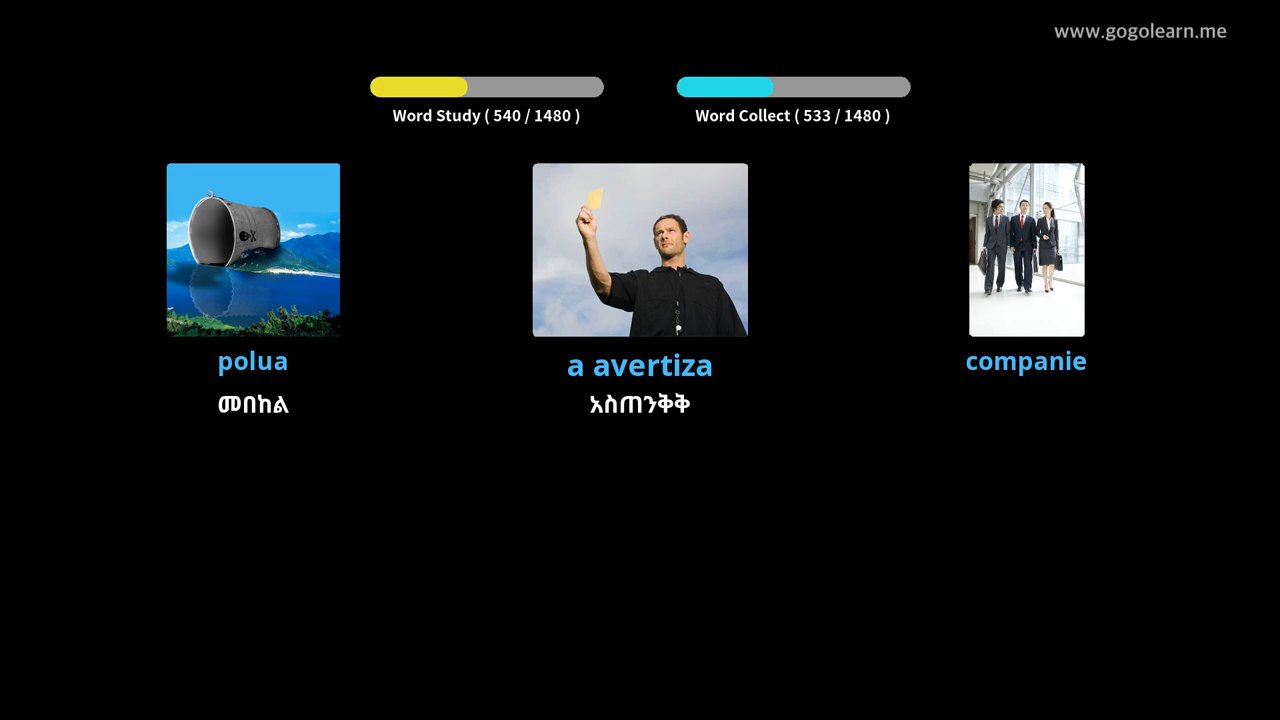 www.gogolearn.me
Word Study ( 540 / 1480 )
Word Collect ( 533 / 1480 )
polua
a avertiza
companie
መበከል
አስጠንቅቅ